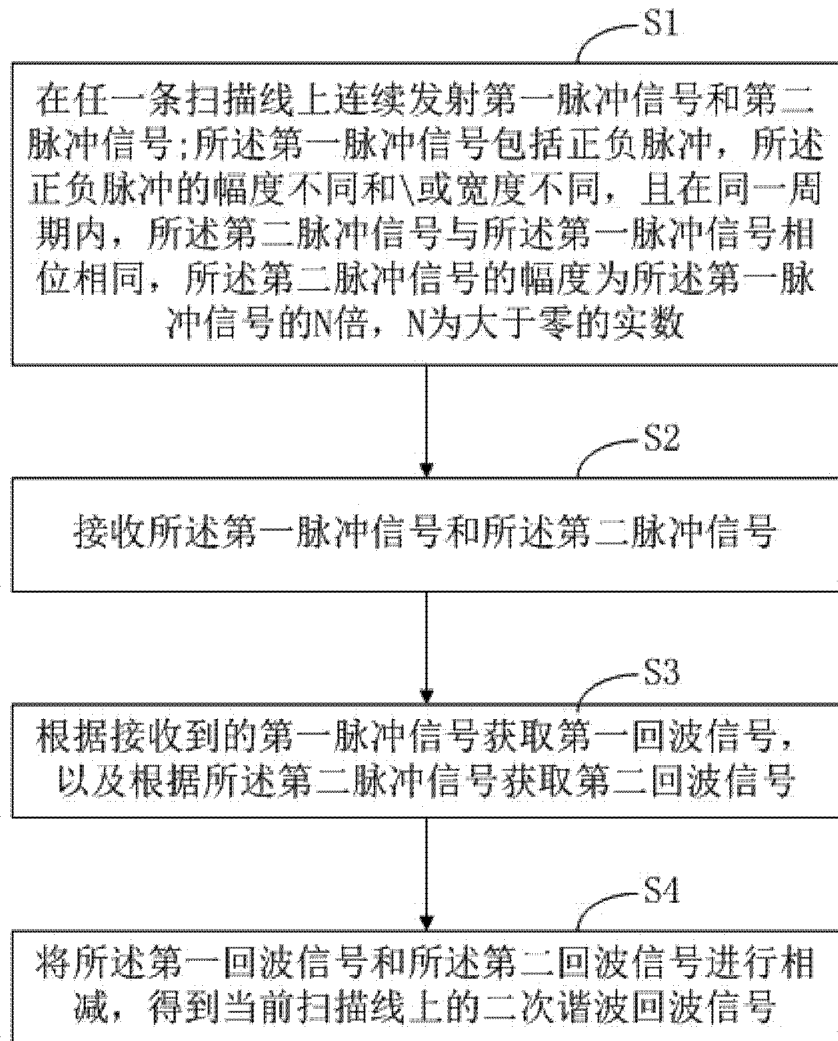 S1
在任一条扫描线上连续发射第一脉冲信号和第二
脉冲信号;所述第一脉冲信号包括正负脉冲，所述
正负脉冲的幅度不同和\或宽度不同，且在同一周
期内，所述第二脉冲信号与所述第一脉冲信号相
位相同，所述第二脉冲信号的幅度为所述第一脉
冲信号的N倍，N为大于零的实数
S2
接收所述第一脉冲信号和所述第二脉冲信号
S3
根据接收到的第一脉冲信号获取第一回波信号，
以及根据所述第二脉冲信号获取第二回波信号
S4
将所述第一回波信号和所述第二回波信号进行相
减，得到当前扫描线上的二次谐波回波信号